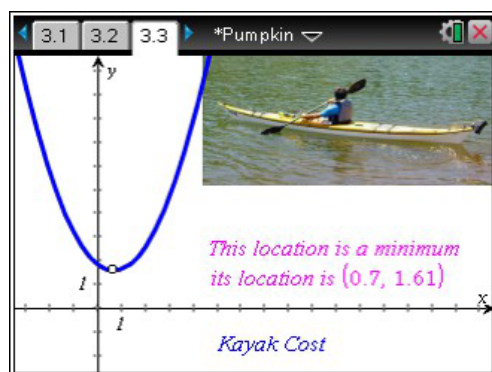 3.1 3.2 3.3 *Pumpkin
y
This location is a minimum
its location is (0.7, 1.61)
1
x
1
Kayak Cost